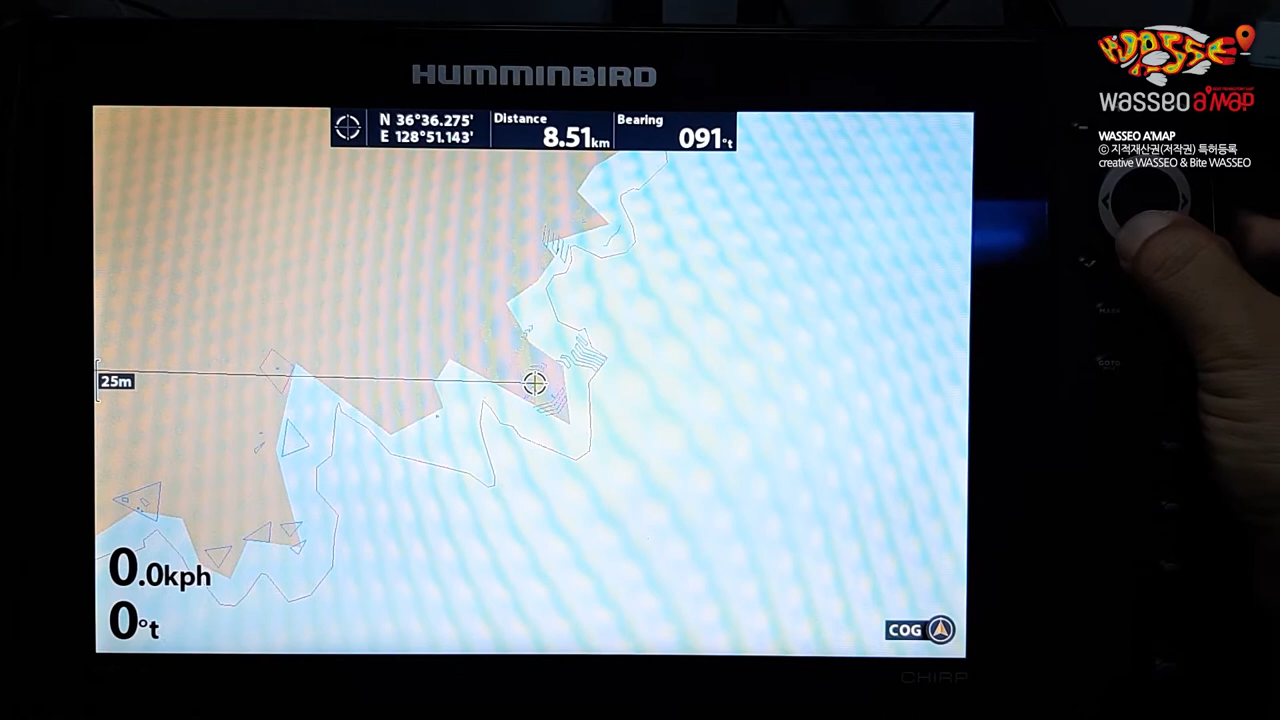 HUMMINBIRD
N 36°36.275'
E 128°51.143'
Distance
8.51km
Bearing
091°t
25m
0.0kph
0°t
COG
CHIRP
wasseo a'map
WASSEO A'MAP
© 지적재산권(저작권) 특허등록
creative WASSEO & Bite WASSEO
GOTO